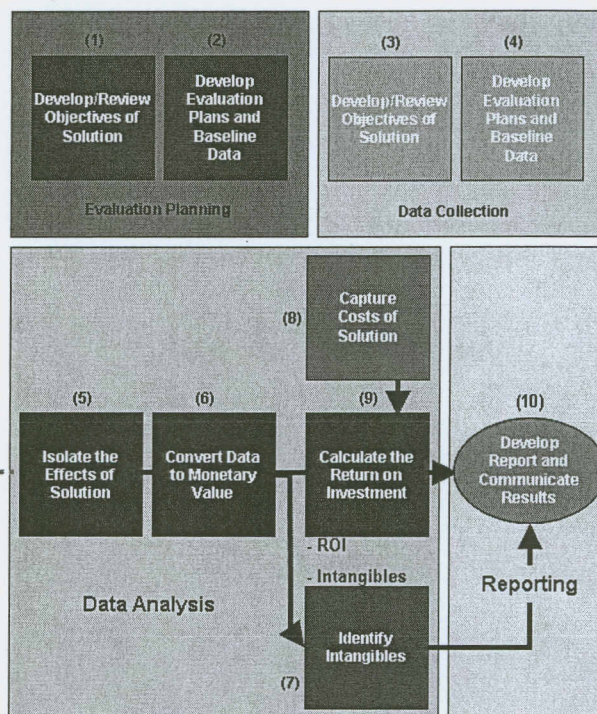 (1)
Develop/Review
Objectives of
Solution
(2)
Develop
Evaluation
Plans and
Baseline
Data
Evaluation Planning
(3)
Develop/Review
Objectives of
Solution
(4)
Develop
Evaluation
Plans and
Baseline
Data
Data Collection
(5)
Isolate the
Effects of
Solution
(6)
Convert Data
to Monetary
Value
(8)
Capture
Costs of
Solution
(9)
Calculate the
Return on
Investment
- ROI
- Intangibles
(7)
Identify
Intangibles
Data Analysis
(10)
Develop
Report and
Communicate
Results
Reporting